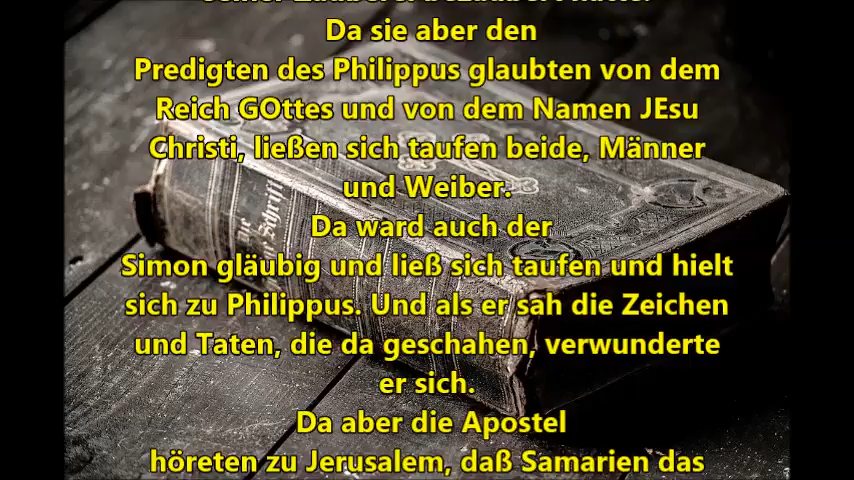 Da sie aber den
Predigten des Philippus glaubten von dem
Reich GOttes und von dem Namen JEsu
Christi, ließen sich taufen beide, Männer
und Weiber.
Da ward auch der
Simon gläubig und ließ sich taufen und hielt
sich zu Philippus. Und als er sah die Zeichen
und Taten, die da geschahen, verwunderte
er sich.
Da aber die Apostel
höreten zu Jerusalem, daß Samarien das